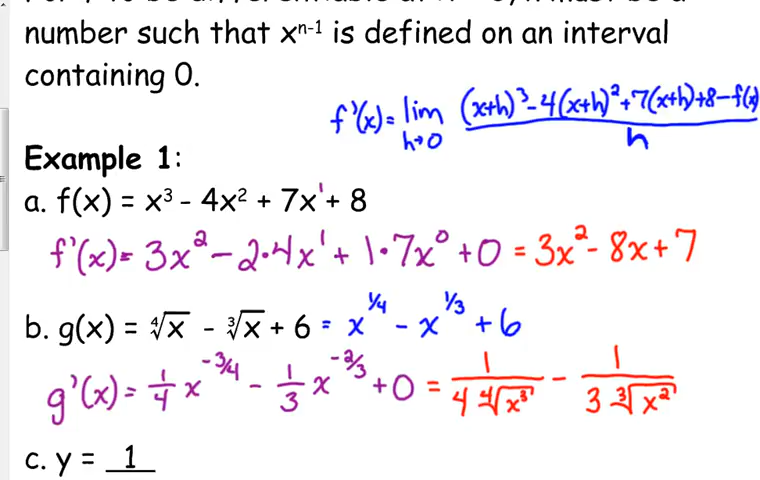 number such that xⁿ⁻¹ is defined on an interval
containing 0.
f'(x) = lim h→0 ((x+h)³ - 4(x+h)² + 7(x+h) + 8 - f(x)) / h
Example 1:
a. f(x) = x³ - 4x² + 7x¹ + 8
f'(x) = 3x² - 2·4x¹ + 1·7x⁰ + 0 = 3x² - 8x + 7
b. g(x) = ∜x - ∛x + 6 = x^(1/4) - x^(1/3) + 6
g'(x) = 1/4 x^(-3/4) - 1/3 x^(-2/3) + 0 = 1/(4 ∜(x³)) - 1/(3 ∛(x²))
c. y = 1